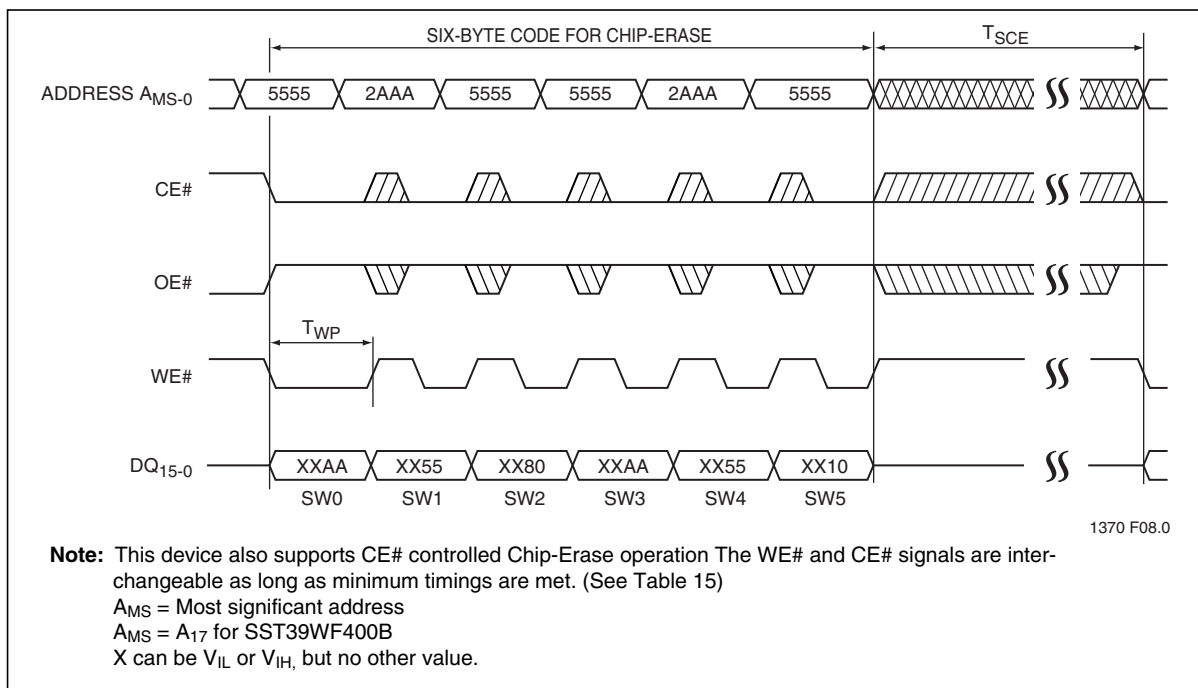 SIX-BYTE CODE FOR CHIP-ERASE
TSCE
ADDRESS AMS-0
5555 2AAA 5555 5555 2AAA 5555
CE#
OE#
TWP
WE#
DQ15-0
XXAA XX55 XX80 XXAA XX55 XX10
SW0 SW1 SW2 SW3 SW4 SW5
1370 F08.0
Note: This device also supports CE# controlled Chip-Erase operation The WE# and CE# signals are inter-
changeable as long as minimum timings are met. (See Table 15)
AMS = Most significant address
AMS = A17 for SST39WF400B
X can be VIL or VIH, but no other value.